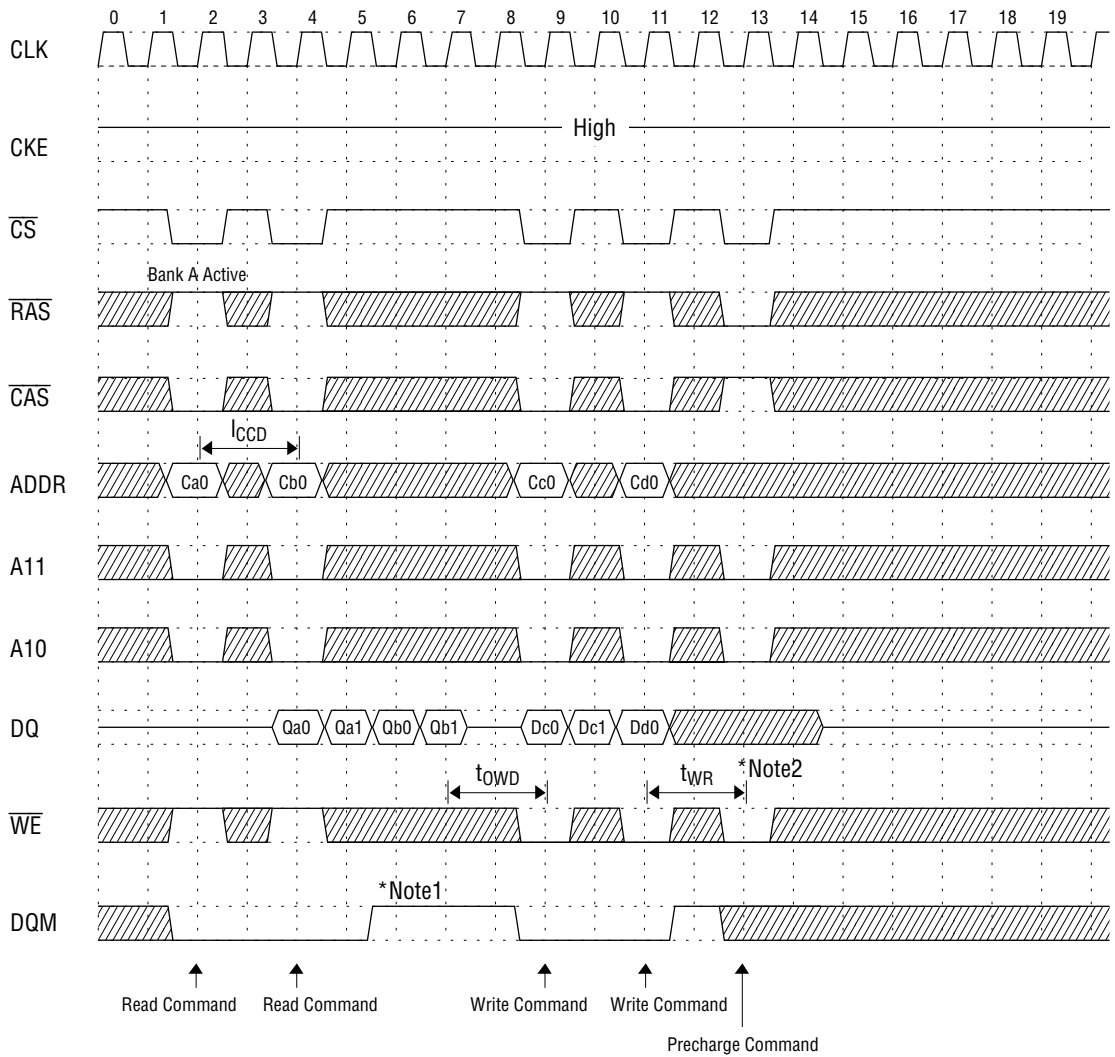 0 1 2 3 4 5 6 7 8 9 10 11 12 13 14 15 16 17 18 19
CLK
High
CKE
CS
Bank A Active
RAS
CAS
lCCD
ADDR Ca0 Cb0 Cc0 Cd0
A11
A10
DQ Qa0 Qa1 Qb0 Qb1 Dc0 Dc1 Dd0
tOWD tWR *Note2
WE
*Note1
DQM
Read Command Read Command Write Command Write Command
Precharge Command